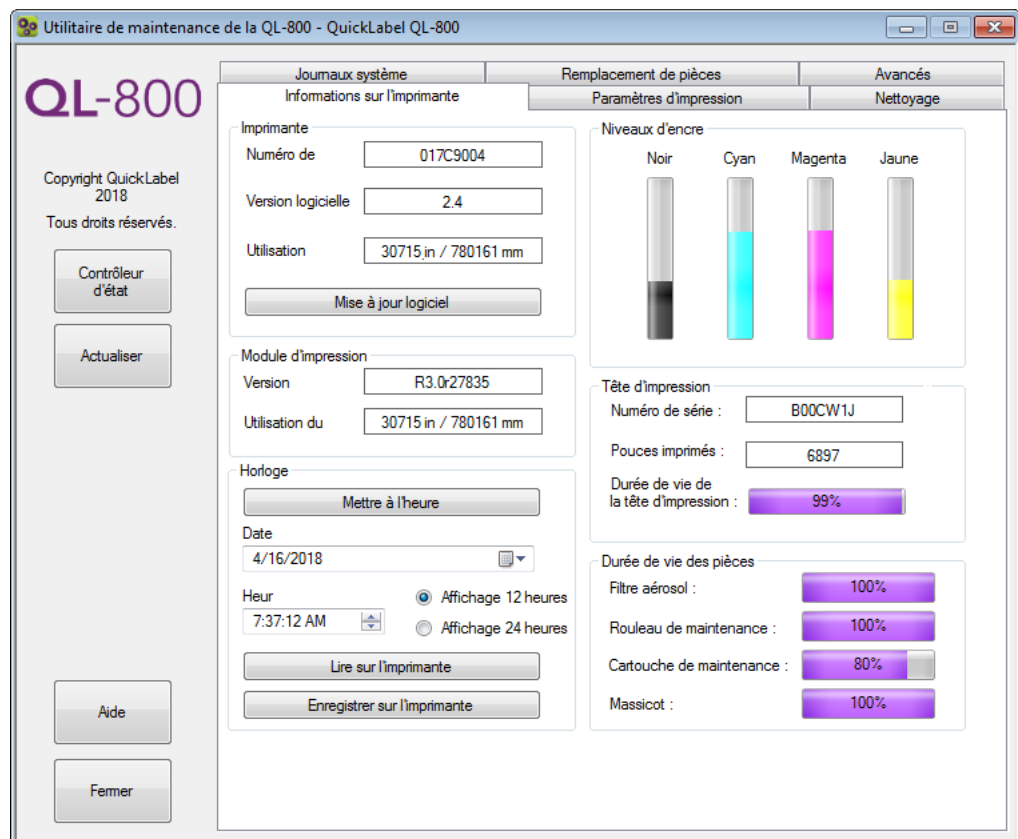 Utilitaire de maintenance de la QL-800 - QuickLabel QL-800
QL-800
Copyright QuickLabel
2018
Tous droits réservés.
Contrôleur
d'état
Actualiser
Aide
Fermer
Journaux système
Remplacement de pièces
Avancés
Informations sur l'imprimante
Paramètres d'impression
Nettoyage
Imprimante
Numéro de
017C9004
Version logicielle
2.4
Utilisation
30715 in / 780161 mm
Mise à jour logiciel
Module d'impression
Version
R3.0r27835
Utilisation du
30715 in / 780161 mm
Horloge
Mettre à l'heure
Date
4/16/2018
Heur
7:37:12 AM
Affichage 12 heures
Affichage 24 heures
Lire sur l'imprimante
Enregistrer sur l'imprimante
Niveaux d'encre
Noir
Cyan
Magenta
Jaune
Tête d'impression
Numéro de série :
B00CW1J
Pouces imprimés :
6897
Durée de vie de
la tête d'impression :
99%
Durée de vie des pièces
Filtre aérosol :
100%
Rouleau de maintenance :
100%
Cartouche de maintenance :
80%
Massicot :
100%